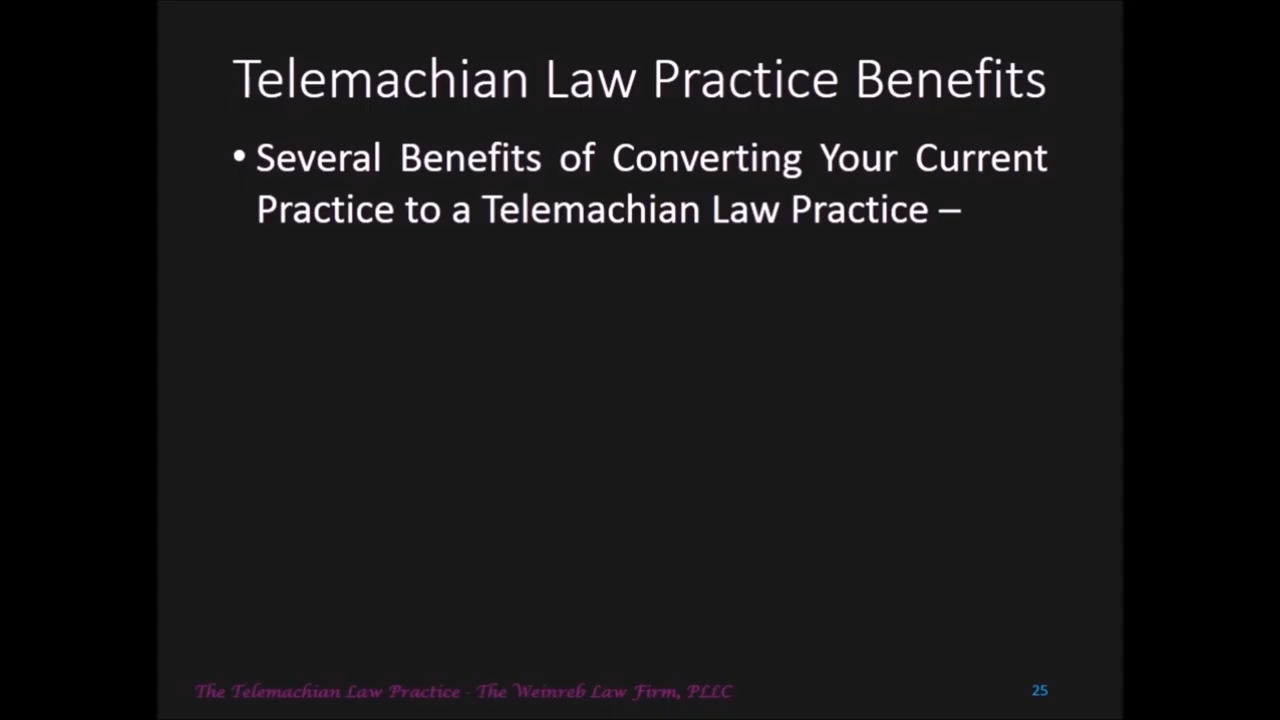 Telemachian Law Practice Benefits
• Several Benefits of Converting Your Current
Practice to a Telemachian Law Practice –
The Telemachian Law Practice - The Weinreb Law Firm, PLLC
25